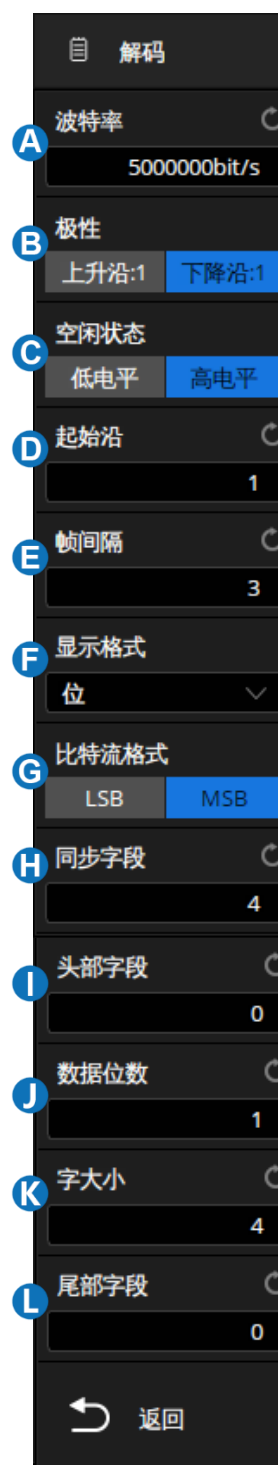 解码
A 波特率
5000000bit/s
B 极性
上升沿:1 下降沿:1
C 空闲状态
低电平 高电平
D 起始沿
1
E 帧间隔
3
F 显示格式
位
G 比特流格式
LSB MSB
H 同步字段
4
I 头部字段
0
J 数据位数
1
K 字大小
4
L 尾部字段
0
返回